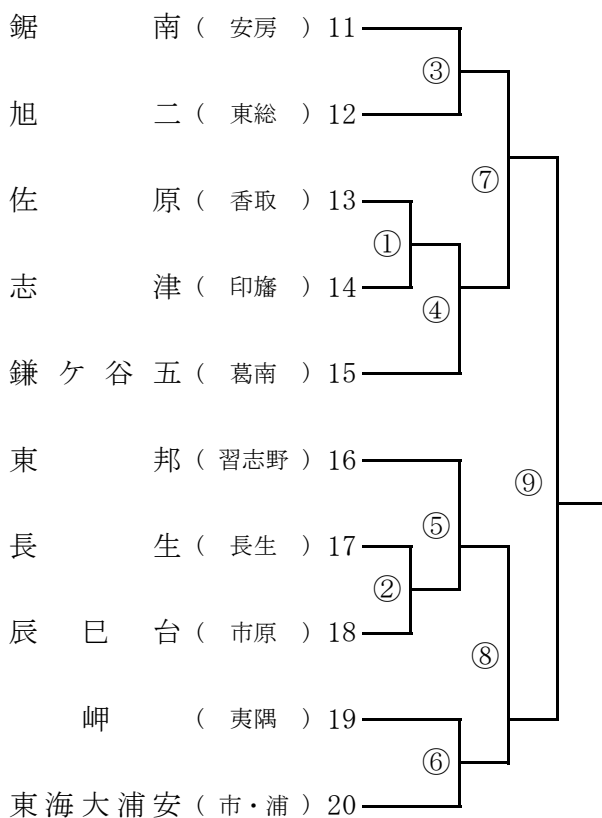 鋸南(安房)11
③
旭二(東総)12
⑦
佐原(香取)13
①
志津(印旛)14
④
鎌ケ谷五(葛南)15
東邦(習志野)16
⑨
⑤
長生(長生)17
②
辰巳台(市原)18
⑧
岬(夷隅)19
⑥
東海大浦安(市・浦)20